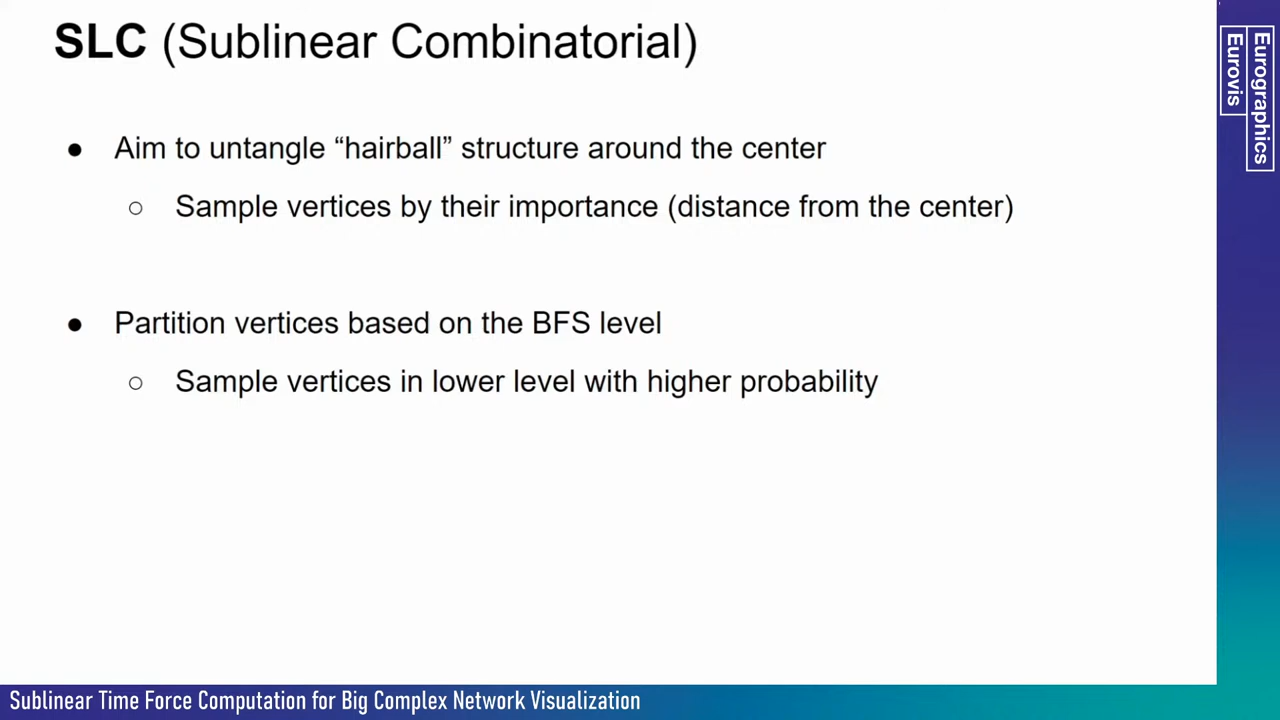 SLC (Sublinear Combinatorial)
● Aim to untangle “hairball” structure around the center
○ Sample vertices by their importance (distance from the center)
● Partition vertices based on the BFS level
○ Sample vertices in lower level with higher probability
Eurographics
Eurovis
Sublinear Time Force Computation for Big Complex Network Visualization